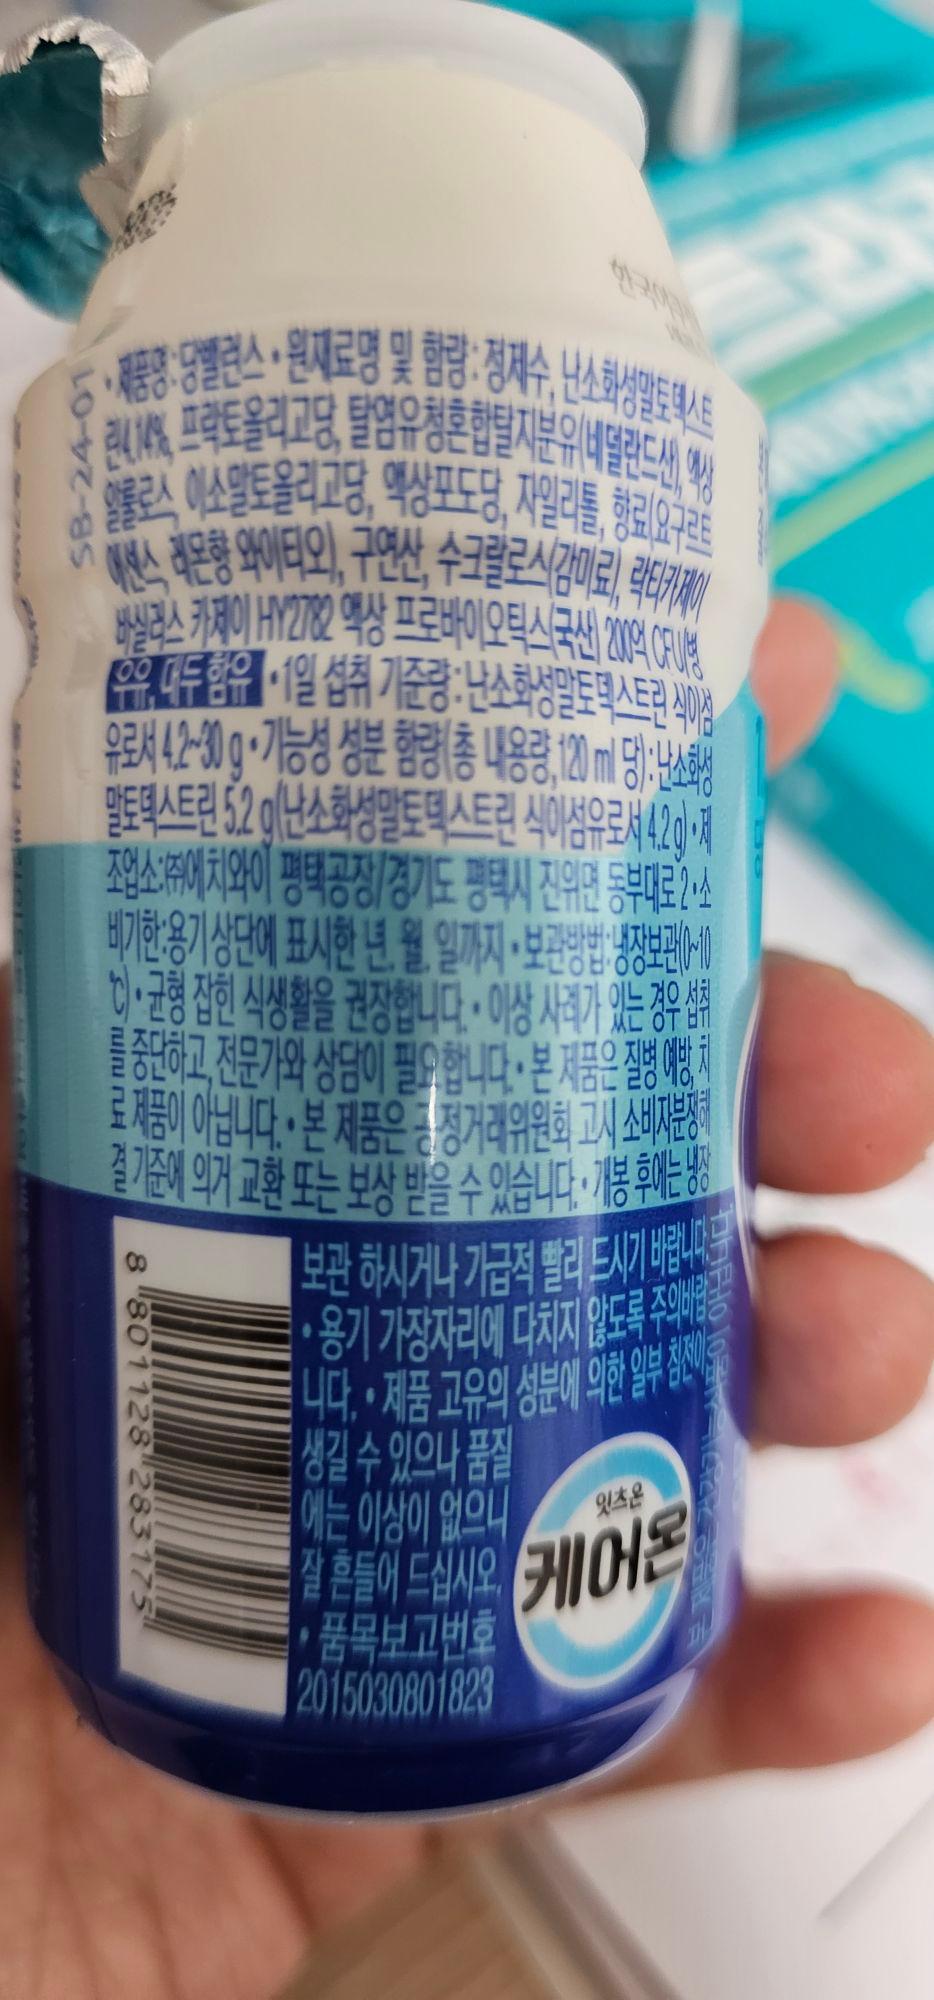 SB-24-01
•제품명:당밸런스•원재료명 및 함량:정제수, 난소화성말토덱스트
린4.14%, 프락토올리고당, 탈염유청혼합탈지분유(네덜란드산), 액상
알룰로스, 이소말토올리고당, 액상포도당, 자일리톨, 향료(요구르트
에센스, 레몬향 와이티오), 구연산, 수크랄로스(감미료), 락티카제이
바실러스 카제이 HY2782 액상 프로바이오틱스(국산) 200억 CFU/병
우유, 대두 함유 •1일 섭취 기준량:난소화성말토덱스트린 식이섬
유로서 4.2~30 g•기능성 성분 함량(총 내용량,120 ml 당):난소화성
말토덱스트린 5.2 g(난소화성말토덱스트린 식이섬유로서 4.2 g)•제
조업소:㈜에치와이 평택공장/경기도 평택시 진위면 동부대로 2•소
비기한:용기 상단에 표시한 년, 월, 일까지•보관방법:냉장보관(0~10
℃)•균형 잡힌 식생활을 권장합니다.•이상 사례가 있는 경우 섭취
를 중단하고, 전문가와 상담이 필요합니다.•본 제품은 질병 예방, 치
료 제품이 아닙니다.•본 제품은 공정거래위원회 고시 소비자분쟁해
결 기준에 의거 교환 또는 보상 받을 수 있습니다.•개봉 후에는 냉장
보관 하시거나 가급적 빨리 드시기 바랍니다.
•용기 가장자리에 다치지 않도록 주의바랍
니다.•제품 고유의 성분에 의한 일부 침전이
생길 수 있으나 품질
에는 이상이 없으니
잘 흔들어 드십시오.
•품목보고번호
2015030801823
8 801128 283175
잇츠온
케어온